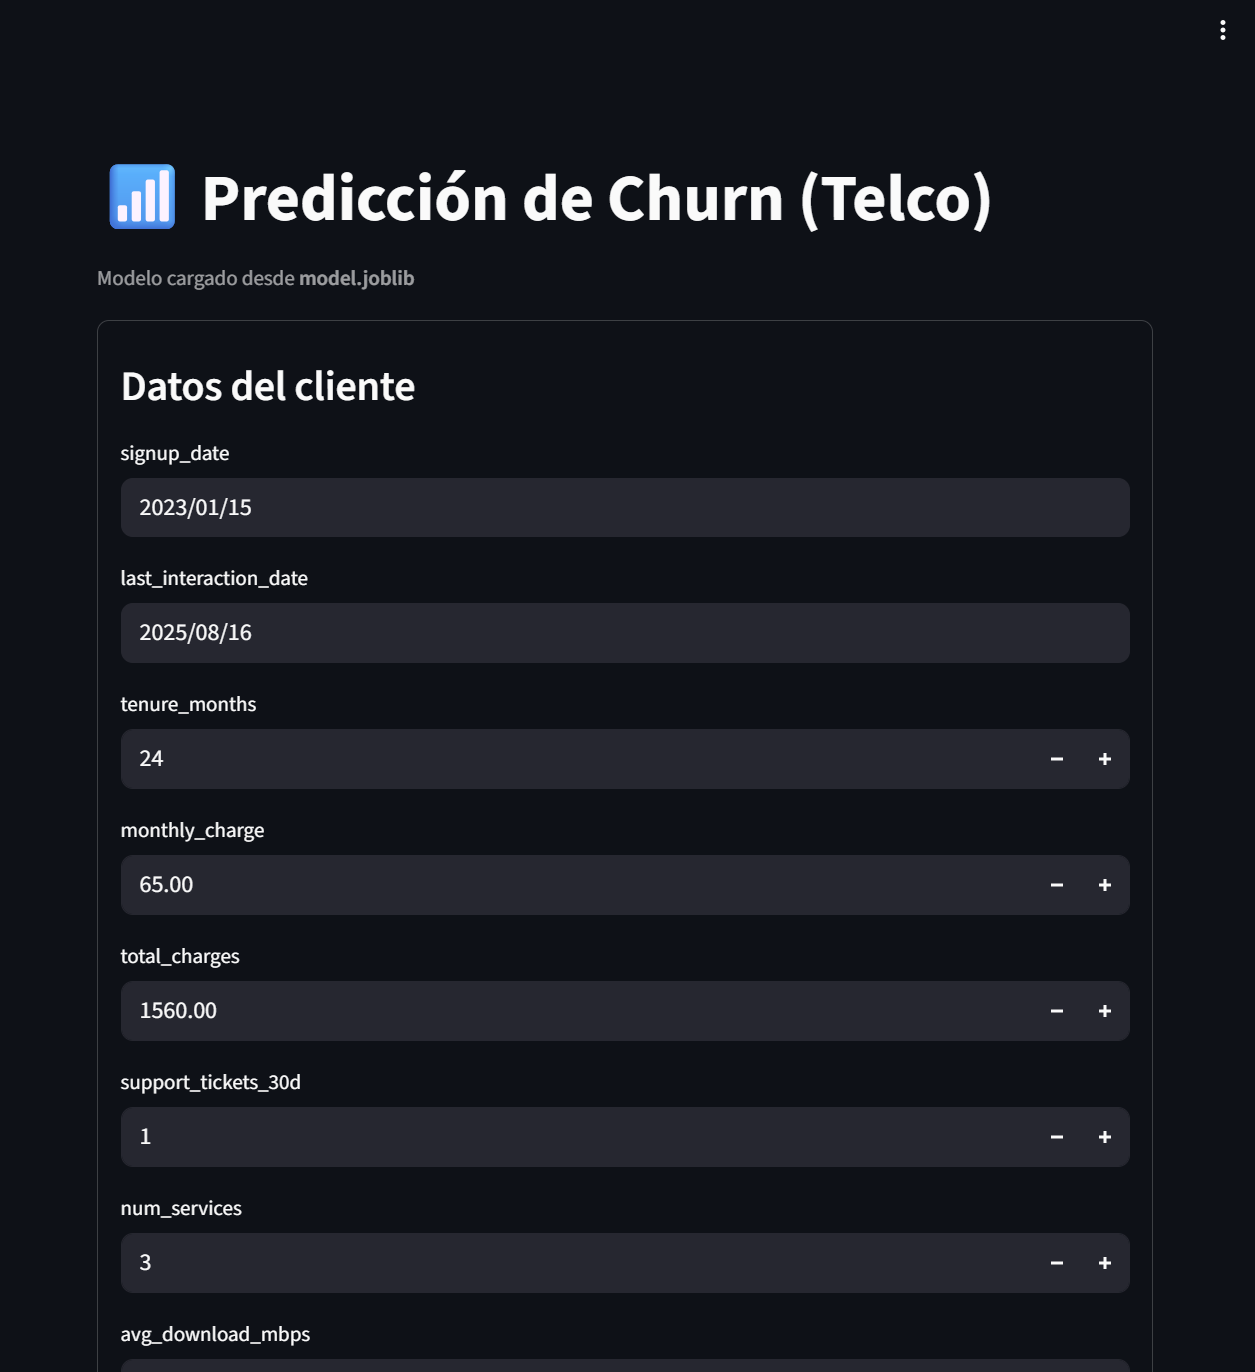 Predicción de Churn (Telco)
Modelo cargado desde model.joblib
Datos del cliente
signup_date
2023/01/15
last_interaction_date
2025/08/16
tenure_months
24
monthly_charge
65.00
total_charges
1560.00
support_tickets_30d
1
num_services
3
avg_download_mbps